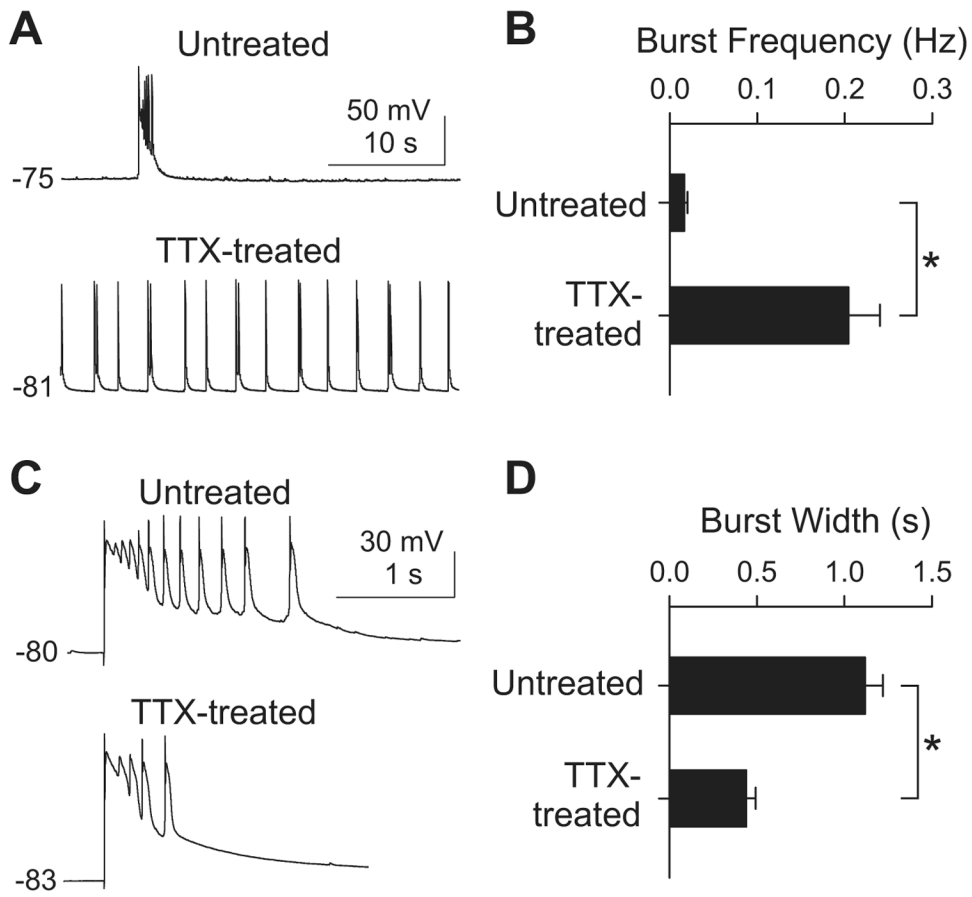 A
Untreated
50 mV
10 s
-75
TTX-treated
-81
B
Burst Frequency (Hz)
0.0 0.1 0.2 0.3
Untreated
TTX-
treated
*
C
Untreated
30 mV
1 s
-80
TTX-treated
-83
D
Burst Width (s)
0.0 0.5 1.0 1.5
Untreated
TTX-
treated
*